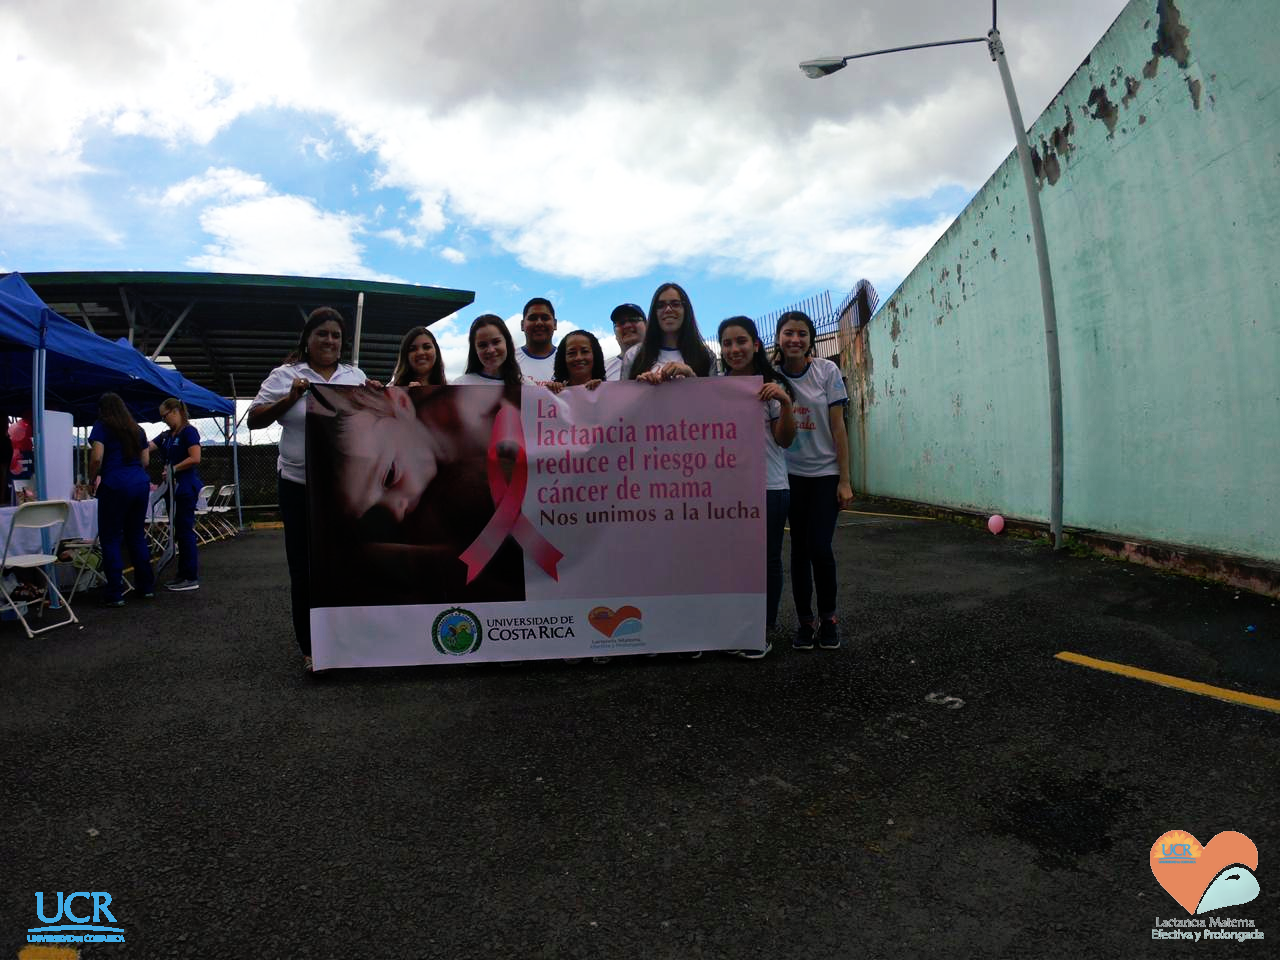 La
lactancia materna
reduce el riesgo de
cáncer de mama
Nos unimos a la lucha
UNIVERSIDAD DE
COSTA RICA
Lactancia Materna
Efectiva y Prolongada
UCR
UNIVERSIDAD DE COSTA RICA
UCR
Lactancia Materna
Efectiva y Prolongada